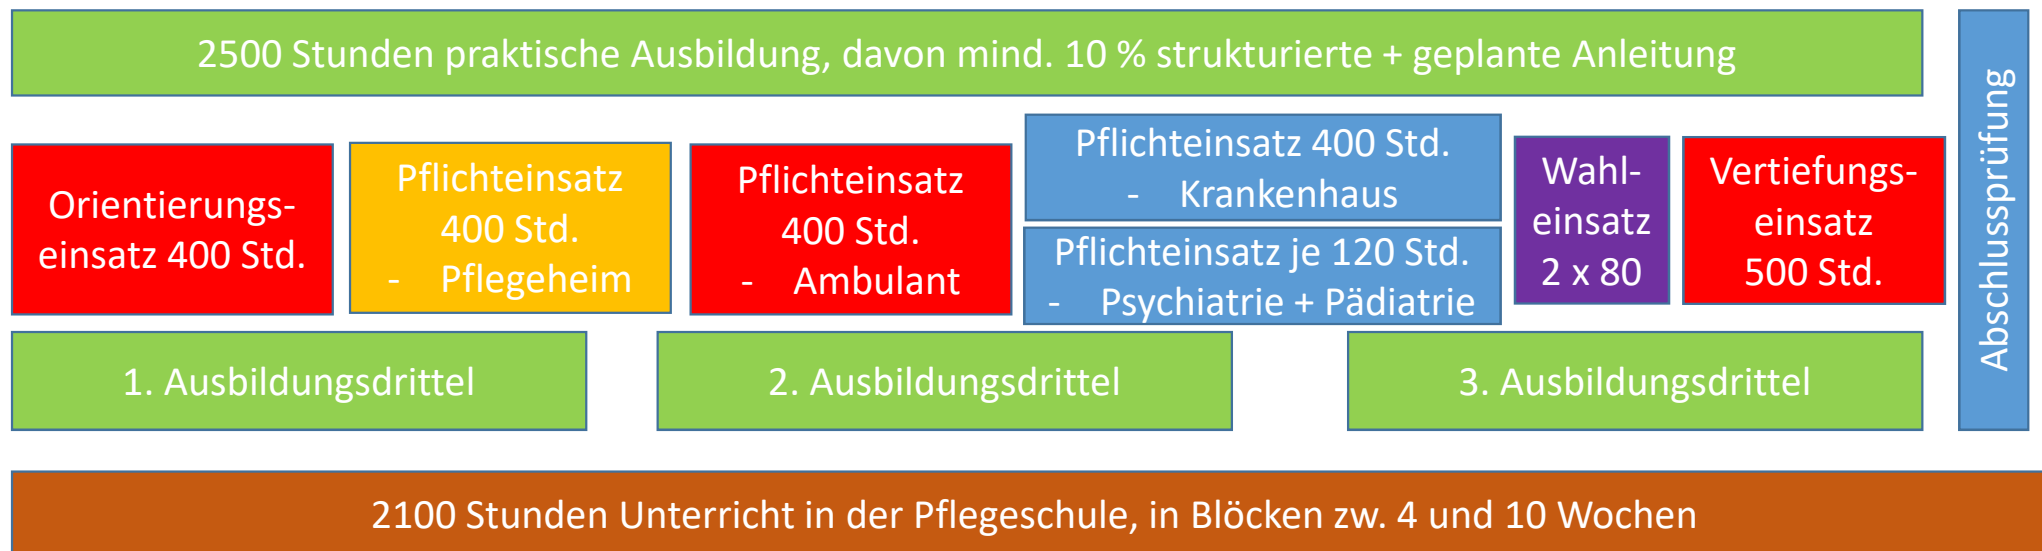 2500 Stunden praktische Ausbildung, davon mind. 10 % strukturierte + geplante Anleitung
Orientierungs-
einsatz 400 Std.
Pflichteinsatz
400 Std.
- Pflegeheim
Pflichteinsatz
400 Std.
- Ambulant
Pflichteinsatz 400 Std.
- Krankenhaus
Pflichteinsatz je 120 Std.
- Psychiatrie + Pädiatrie
Wahl-
einsatz
2 x 80
Vertiefungs-
einsatz
500 Std.
Abschlussprüfung
1. Ausbildungsdrittel
2. Ausbildungsdrittel
3. Ausbildungsdrittel
2100 Stunden Unterricht in der Pflegeschule, in Blöcken zw. 4 und 10 Wochen